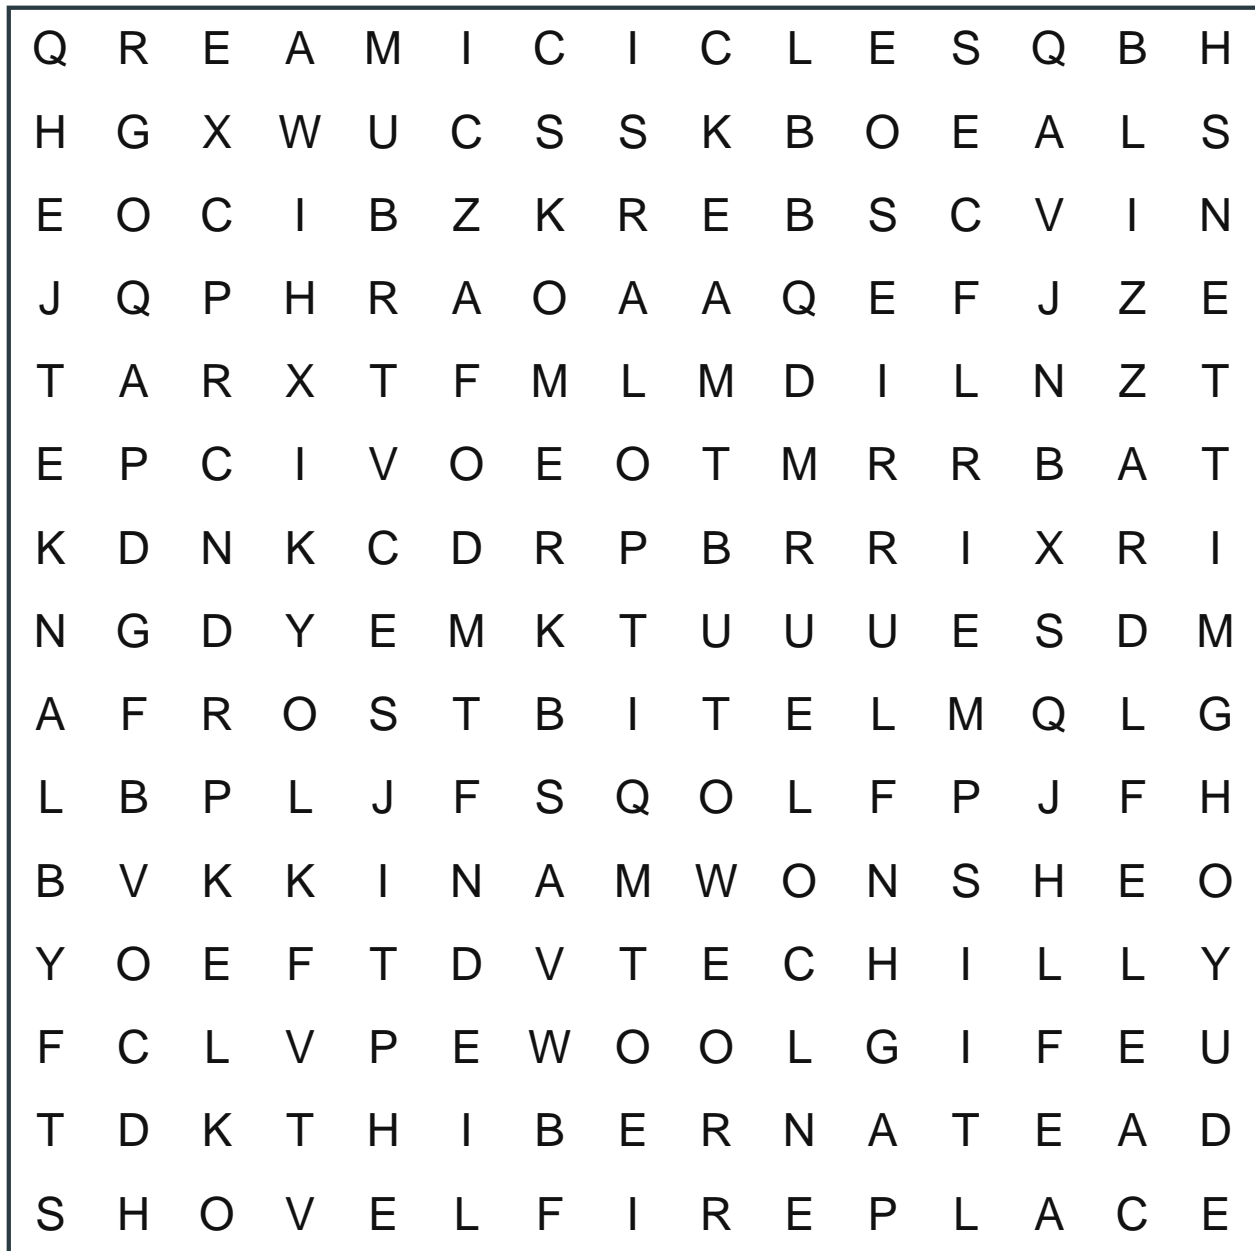 Q R E A M I C I C L E S Q B H
H G X W U C S S K B O E A L S
E O C I B Z K R E B S C V I N
J Q P H R A O A A Q E F J Z E
T A R X T F M L M D I L N Z T
E P C I V O E O T M R R B A T
K D N K C D R P B R R I X R I
N G D Y E M K T U U U E S D M
A F R O S T B I T E L M Q L G
L B P L J F S Q O L F P J F H
B V K K I N A M W O N S H E O
Y O E F T D V T E C H I L L Y
F C L V P E W O O L G I F E U
T D K T H I B E R N A T E A D
S H O V E L F I R E P L A C E